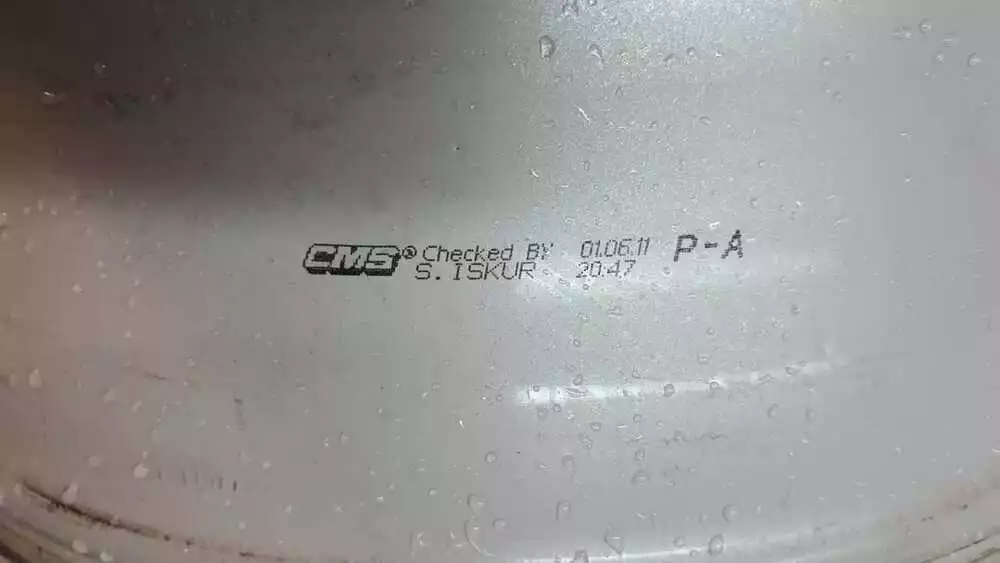 CMS® Checked BY 01.06.11 P-A
S. ISKUR 20:47